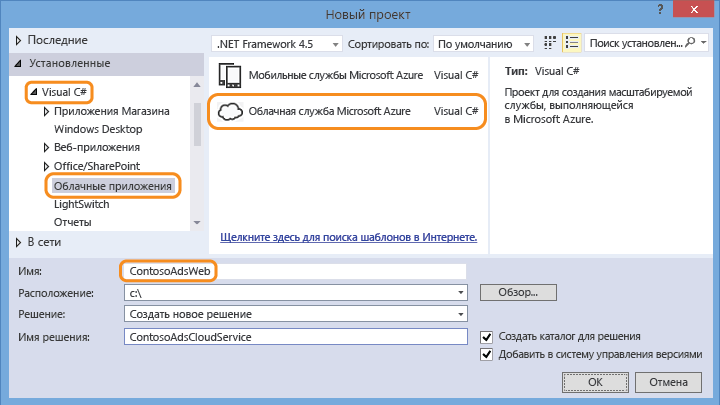 Новый проект
Последние
Установленные
Visual C#
Приложения Магазина
Windows Desktop
Веб-приложения
Office/SharePoint
Облачные приложения
LightSwitch
Отчеты
В сети
.NET Framework 4.5
Сортировать по:
По умолчанию
Поиск установлен...
Мобильные службы Microsoft Azure Visual C#
Облачная служба Microsoft Azure Visual C#
Щелкните здесь для поиска шаблонов в Интернете.
Тип: Visual C#
Проект для создания масштабируемой
службы, выполняющейся
в Microsoft Azure.
Имя: ContosoAdsWeb
Расположение: c:\
Обзор...
Решение: Создать новое решение
Имя решения: ContosoAdsCloudService
Создать каталог для решения
Добавить в систему управления версиями
ОК
Отмена